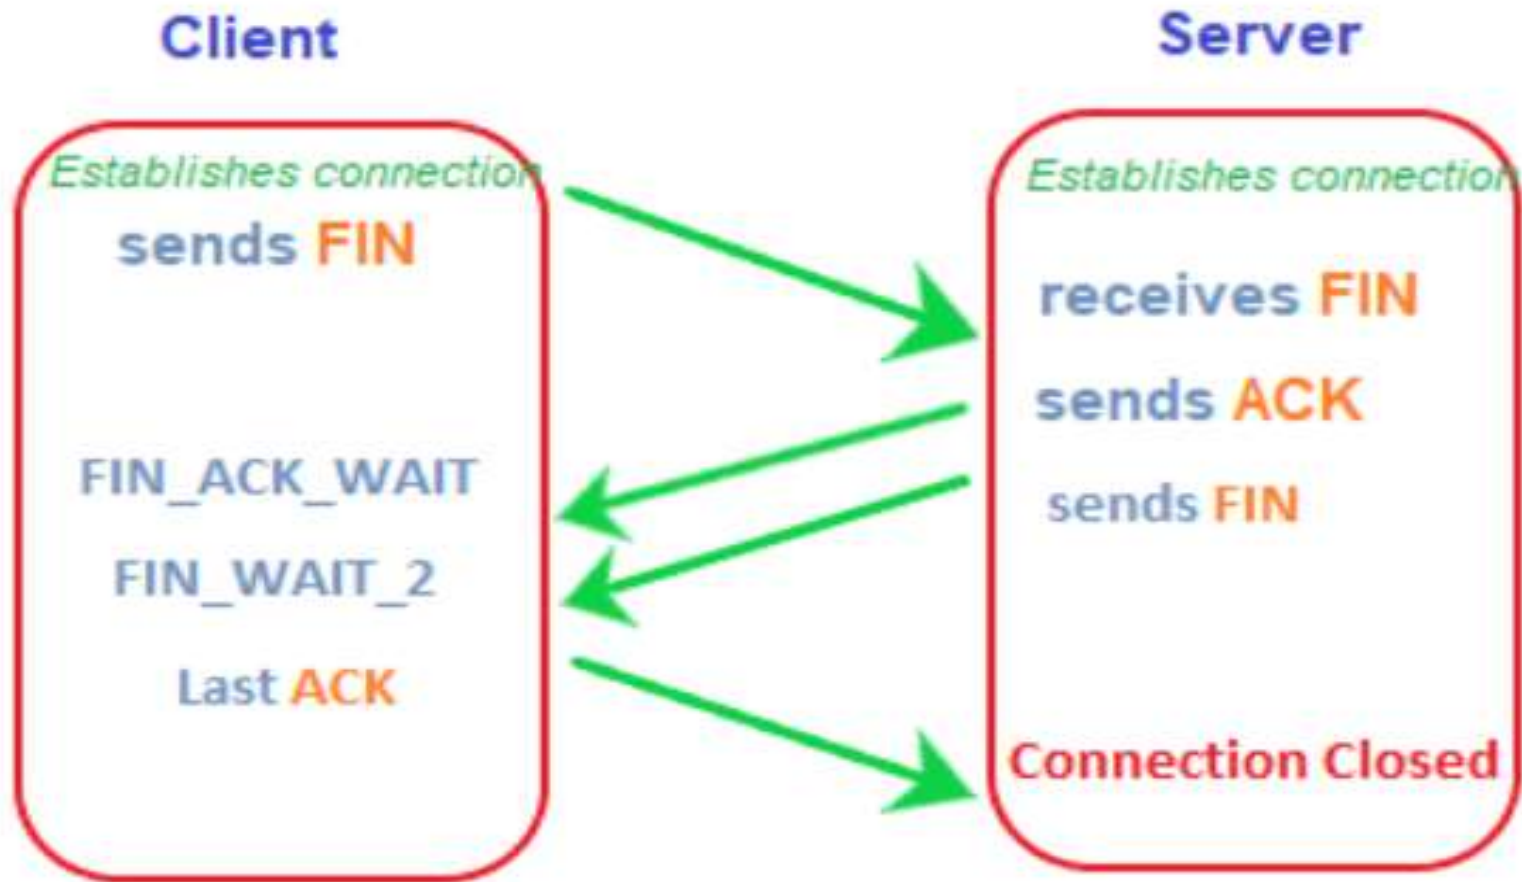 Client
Establishes connection
sends FIN
FIN_ACK_WAIT
FIN_WAIT_2
Last ACK
Server
Establishes connection
receives FIN
sends ACK
sends FIN
Connection Closed